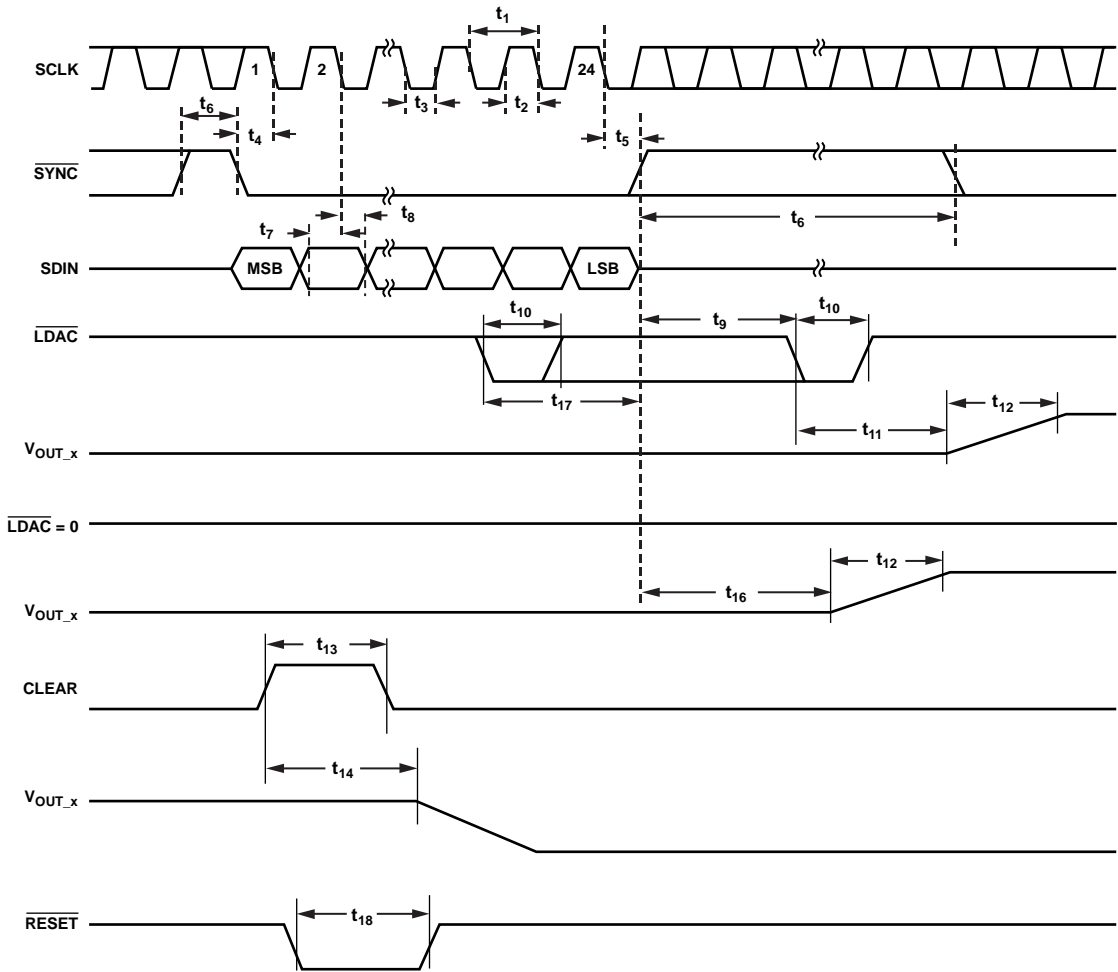 t1
SCLK
1
2
24
t3
t2
t6
t4
t5
SYNC
t6
t7
t8
SDIN
MSB
LSB
t10
t9
t10
LDAC
t17
t12
t11
VOUT_x
LDAC = 0
t12
t16
VOUT_x
t13
CLEAR
t14
VOUT_x
t18
RESET